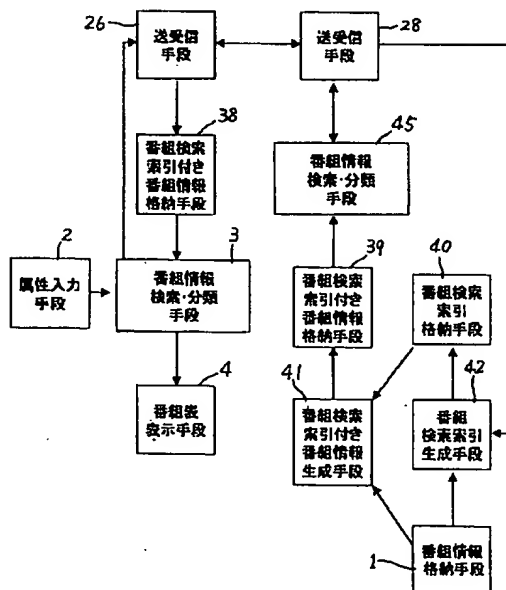 26
送受信
手段
28
送受信
手段
38
番組検索
索引付き
番組情報
格納手段
45
番組情報
検索・分類
手段
2
属性入力
手段
3
番組情報
検索・分類
手段
39
番組検索
索引付き
番組情報
格納手段
40
番組検索
索引
格納手段
4
番組表
表示手段
41
番組検索
索引付き
番組情報
生成手段
42
番組
検索索引
生成手段
1
番組情報
格納手段